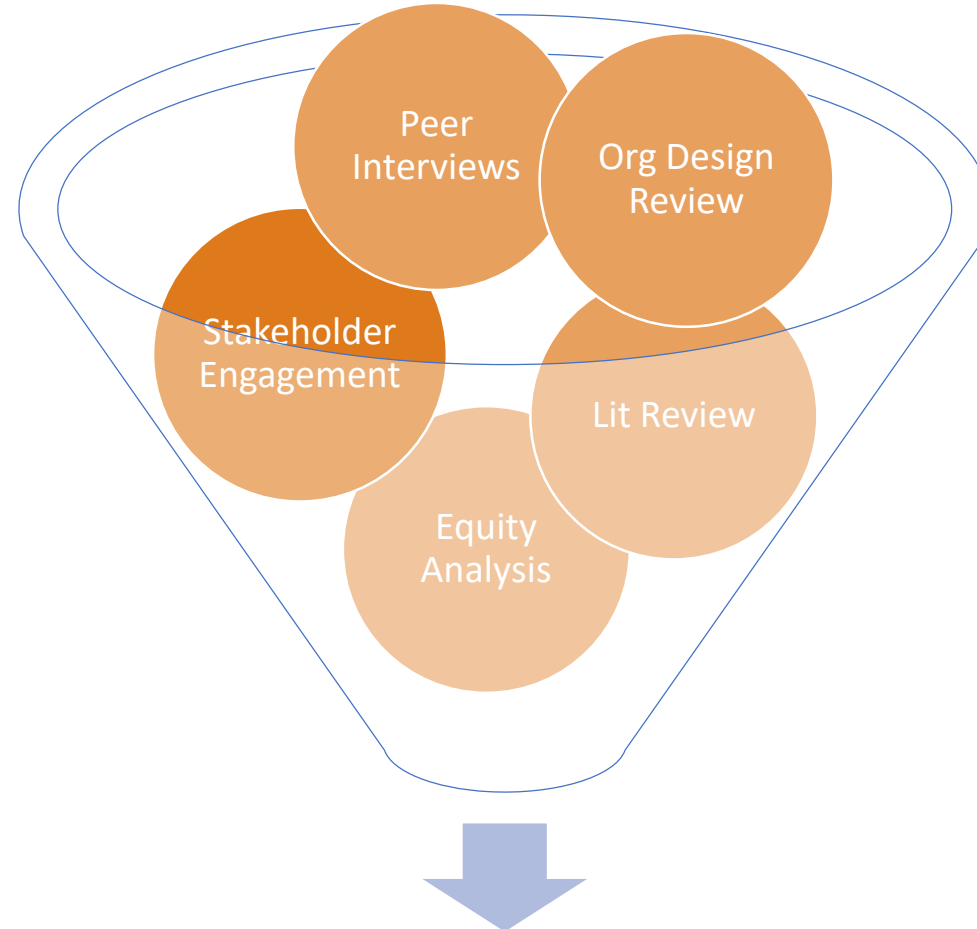 Peer
Interviews
Org Design
Review
Stakeholder
Engagement
Lit Review
Equity
Analysis